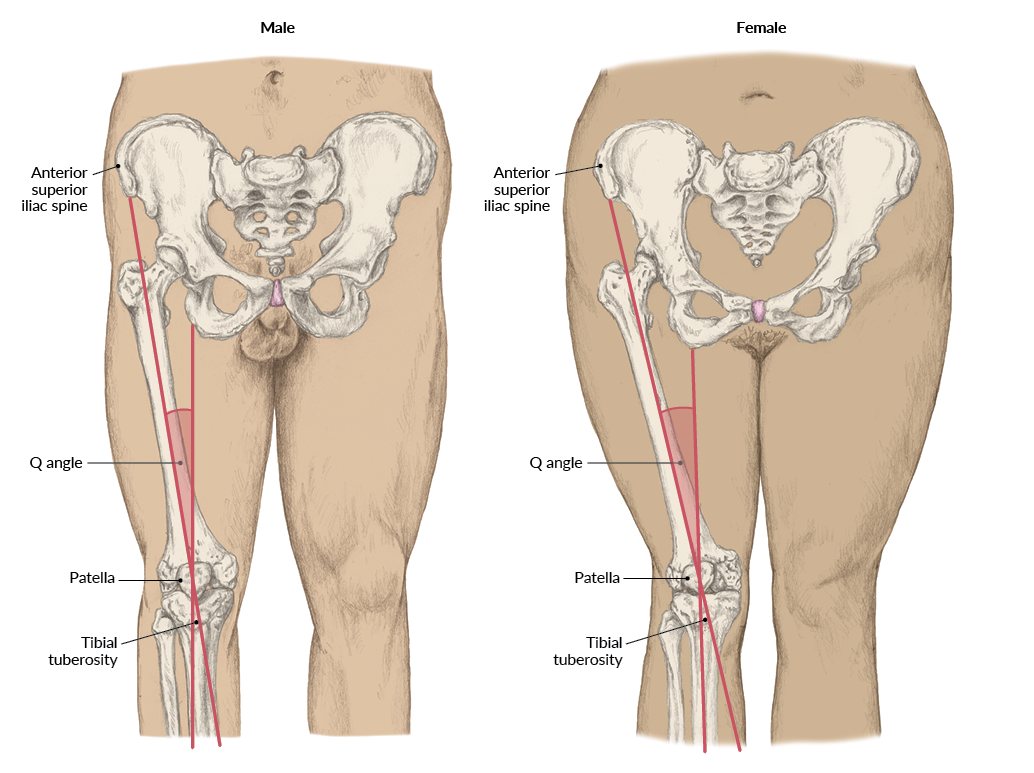 Male
Anterior
superior
iliac spine
Q angle
Patella
Tibial
tuberosity
Female
Anterior
superior
iliac spine
Q angle
Patella
Tibial
tuberosity